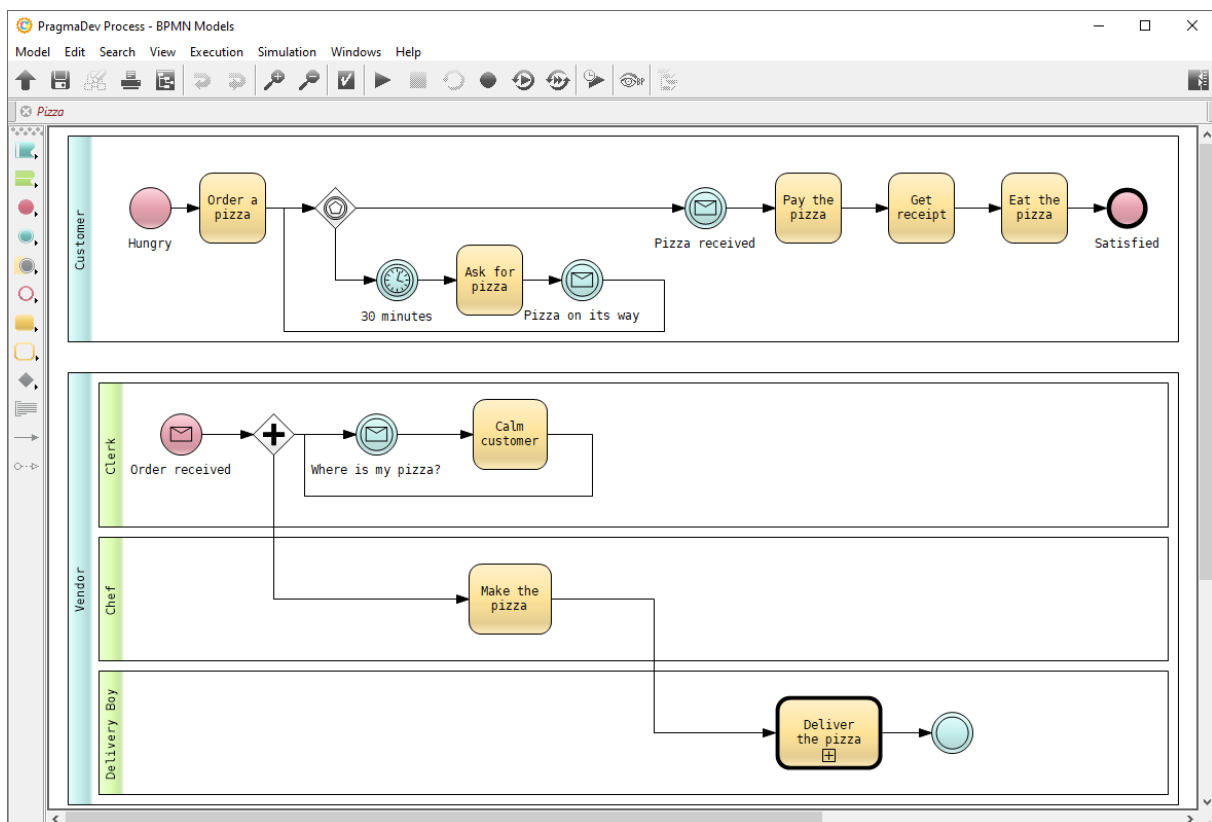 PragmaDev Process - BPMN Models
Model Edit Search View Execution Simulation Windows Help
BP
Pizza
Customer
Hungry
Order a
pizza
30 minutes
Ask for
pizza
Pizza on its way
Pizza received
Pay the
pizza
Get
receipt
Eat the
pizza
Satisfied
Vendor
Clerk
Order received
Where is my pizza?
Calm
customer
Chef
Make the
pizza
Delivery Boy
Deliver
the pizza